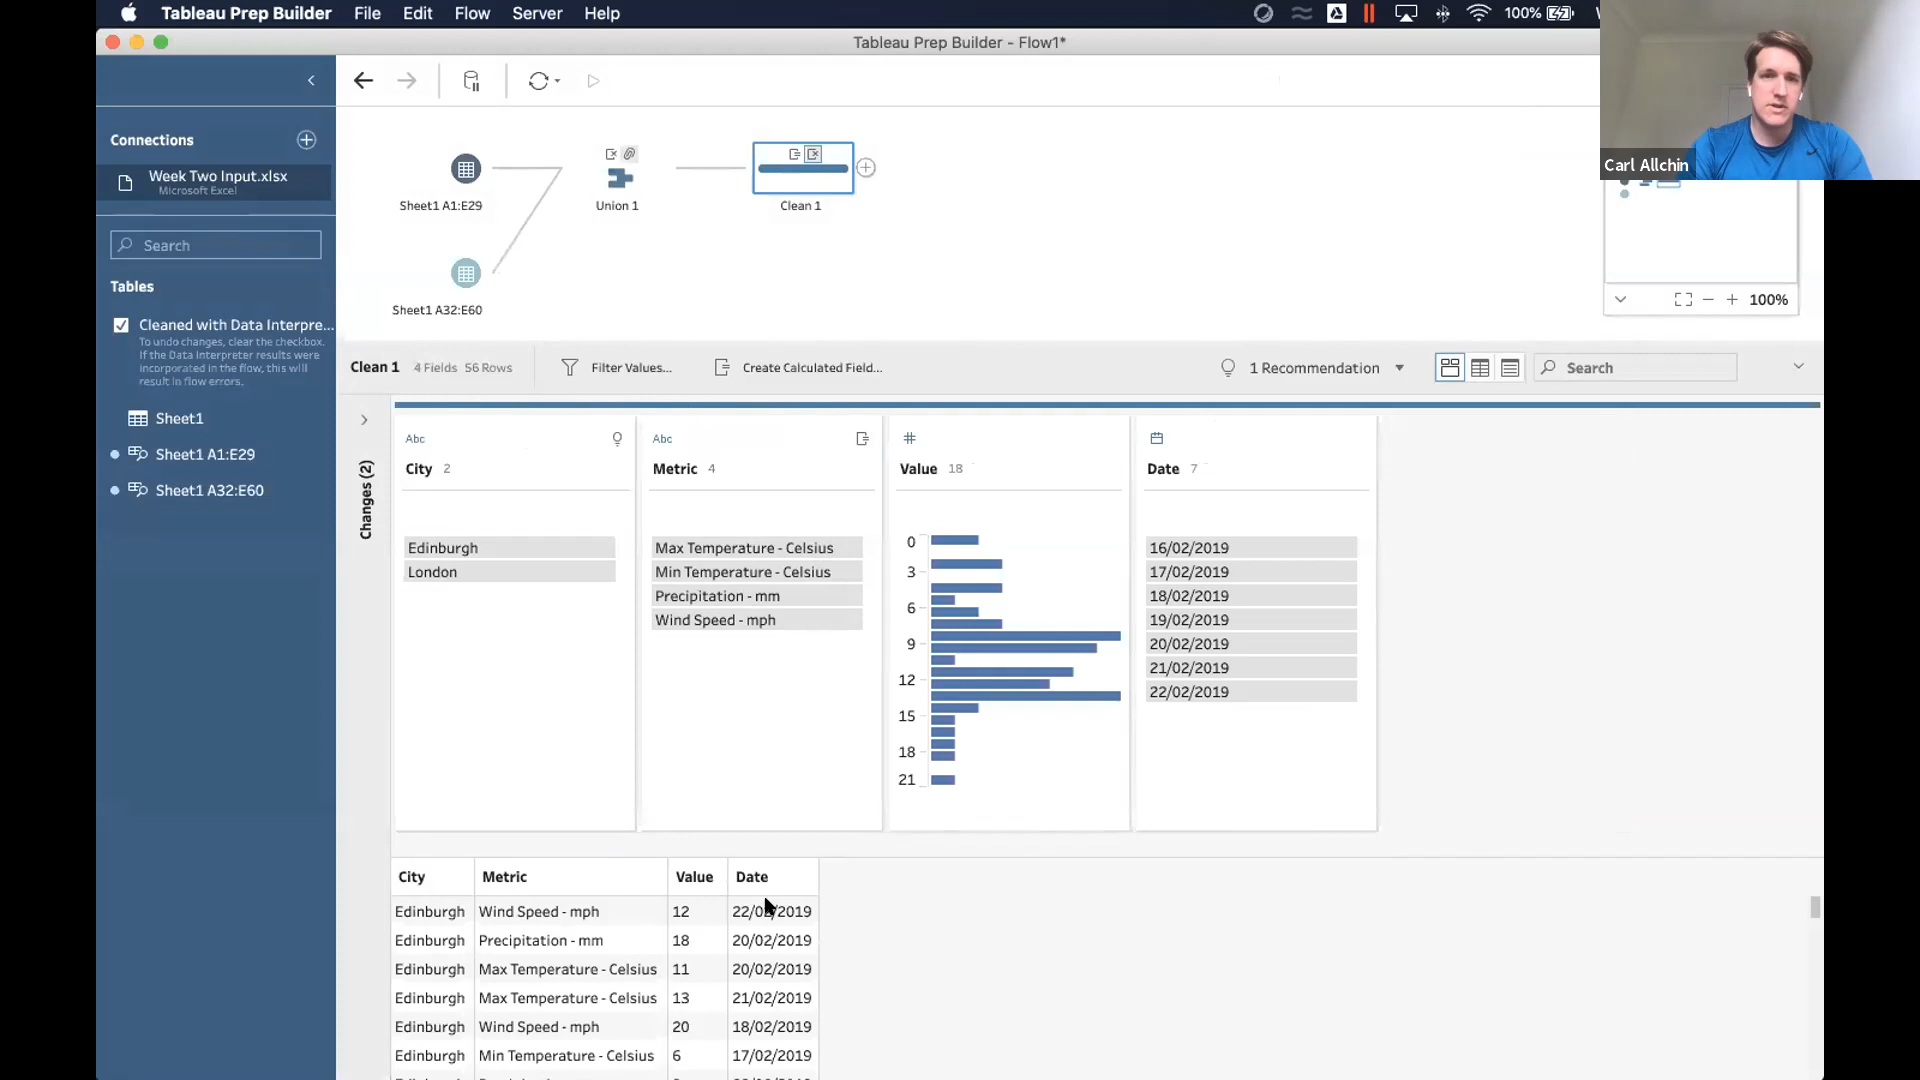 Tableau Prep Builder File Edit Flow Server Help 100%
Tableau Prep Builder - Flow1*
Carl Allchin
Connections
Week Two Input.xlsx
Microsoft Excel
Search
Tables
Cleaned with Data Interpre...
To undo changes, clear the checkbox.
If the Data Interpreter results were
incorporated in the flow, this will
result in flow errors.
Sheet1
Sheet1 A1:E29
Sheet1 A32:E60
Sheet1 A1:E29
Union 1
Clean 1
Sheet1 A32:E60
100%
Clean 1 4 Fields 56 Rows Filter Values... Create Calculated Field... 1 Recommendation Search
Changes (2)
Abc
City 2
Edinburgh
London
Abc
Metric 4
Max Temperature - Celsius
Min Temperature - Celsius
Precipitation - mm
Wind Speed - mph
#
Value 18
0
3
6
9
12
15
18
21
Date 7
16/02/2019
17/02/2019
18/02/2019
19/02/2019
20/02/2019
21/02/2019
22/02/2019
City Metric Value Date
Edinburgh Wind Speed - mph 12 22/02/2019
Edinburgh Precipitation - mm 18 20/02/2019
Edinburgh Max Temperature - Celsius 11 20/02/2019
Edinburgh Max Temperature - Celsius 13 21/02/2019
Edinburgh Wind Speed - mph 20 18/02/2019
Edinburgh Min Temperature - Celsius 6 17/02/2019